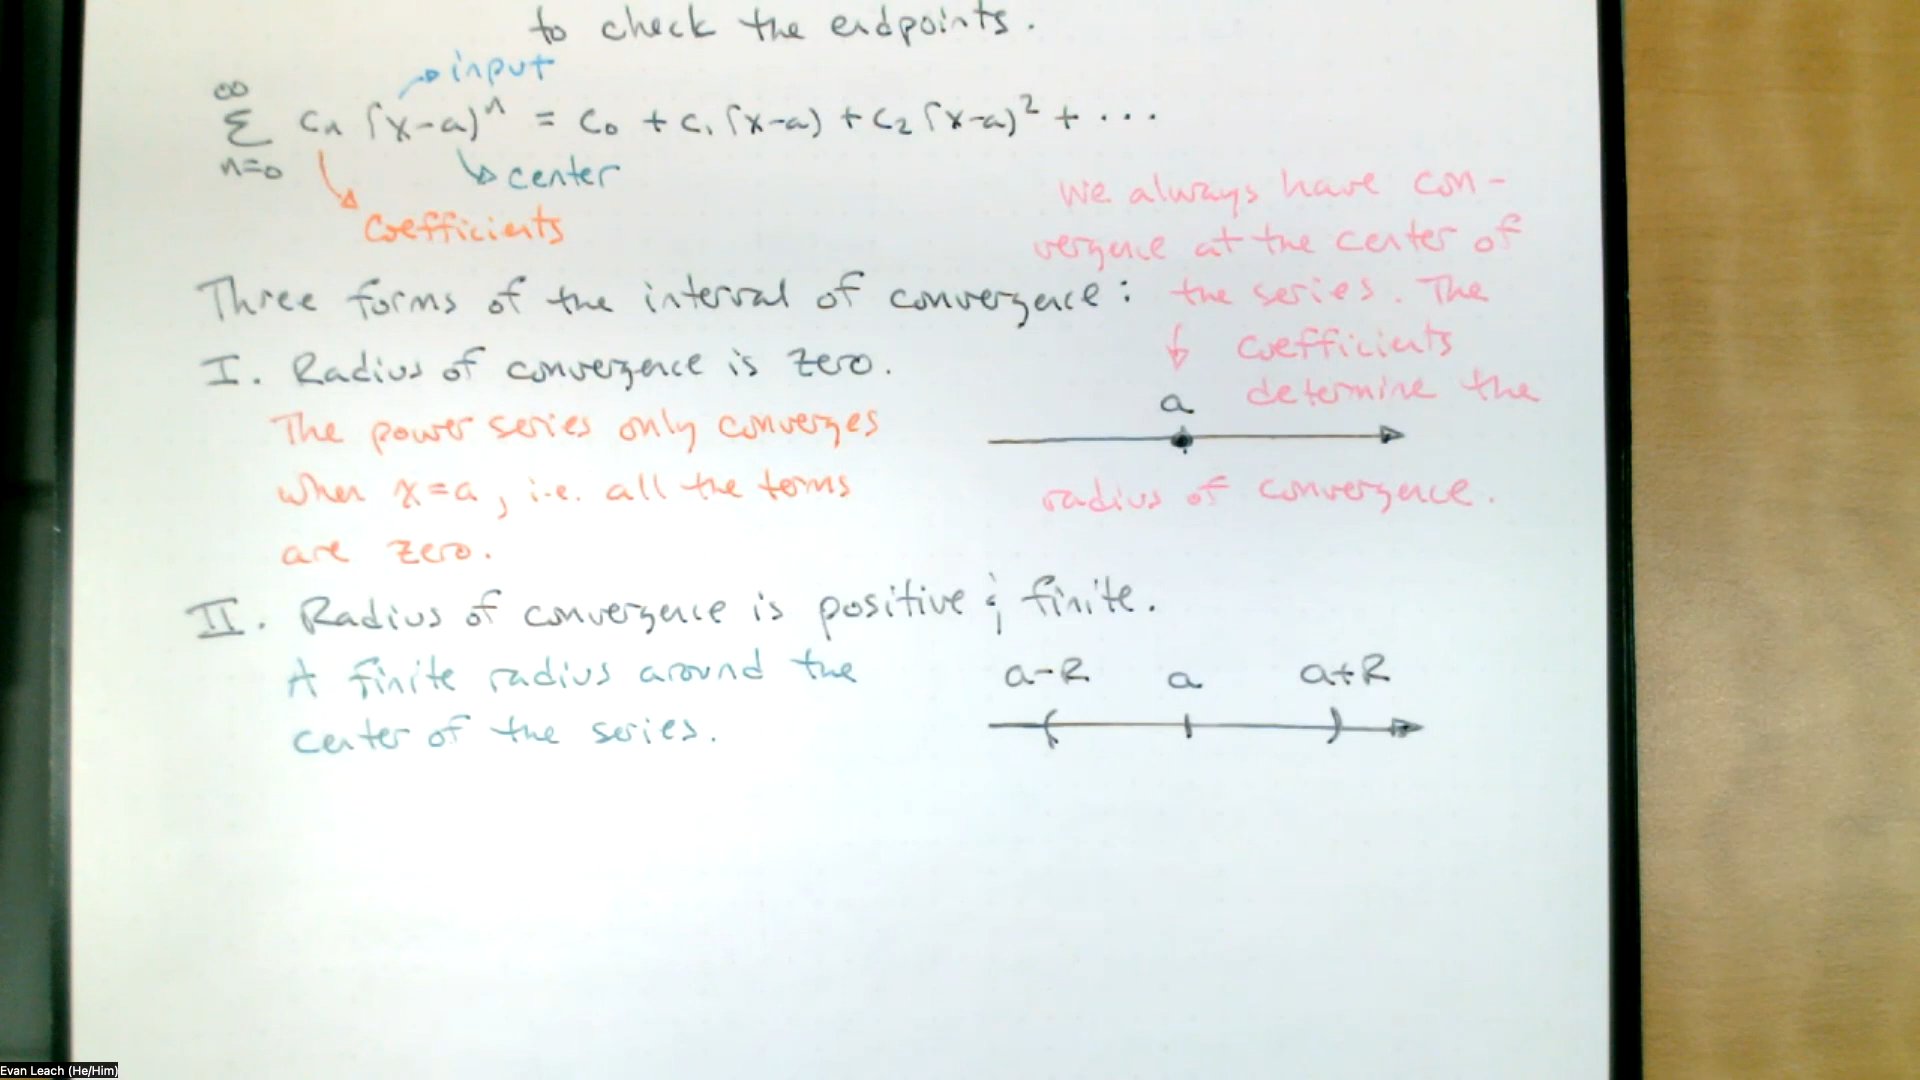 to check the endpoints.
input
∞
Σ cn (x-a)^n = c0 + c1 (x-a) + c2 (x-a)^2 + ...
n=0
center
coefficients
We always have con-
vergence at the center of
the series. The
coefficients
determine the
radius of convergence.
Three forms of the interval of convergence:
I. Radius of convergence is zero.
a
The power series only converges
when x=a, i.e. all the terms
are zero.
II. Radius of convergence is positive & finite.
A finite radius around the
center of the series.
a-R a a+R
Evan Leach (He/Him)